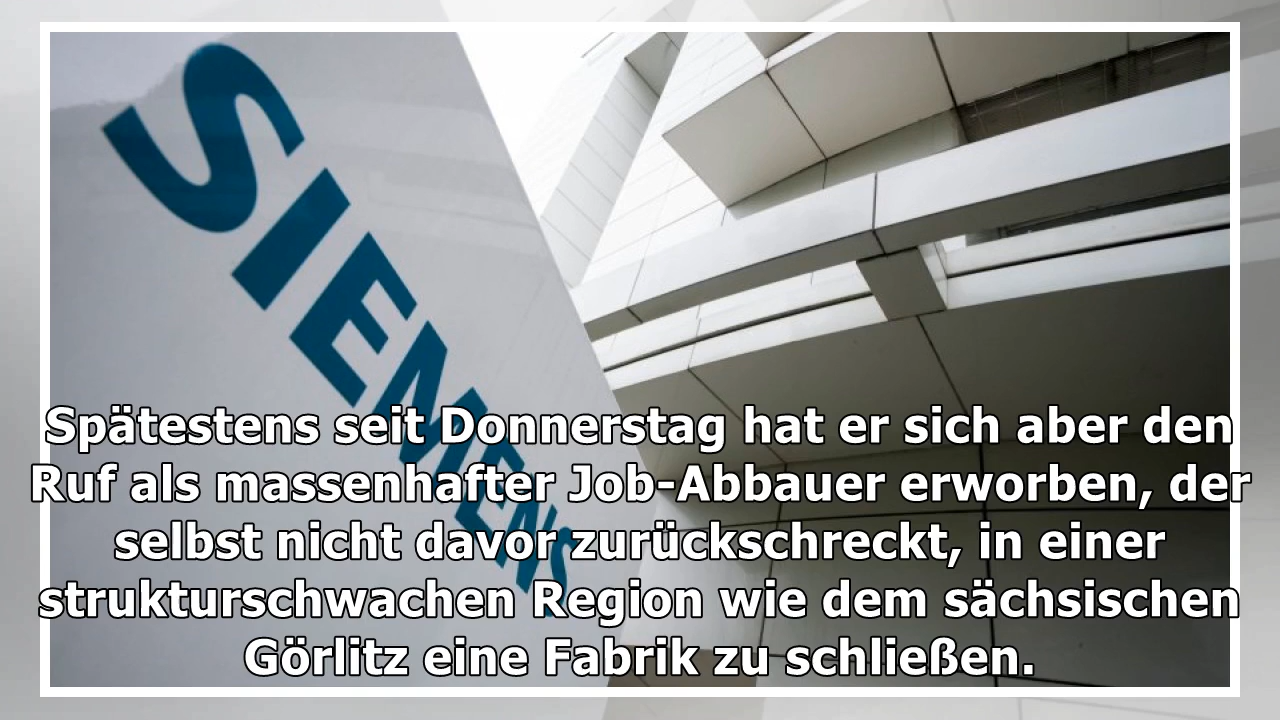 SIEMENS
Spätestens seit Donnerstag hat er sich aber den
Ruf als massenhafter Job-Abbauer erworben, der
selbst nicht davor zurückschreckt, in einer
strukturschwachen Region wie dem sächsischen
Görlitz eine Fabrik zu schließen.